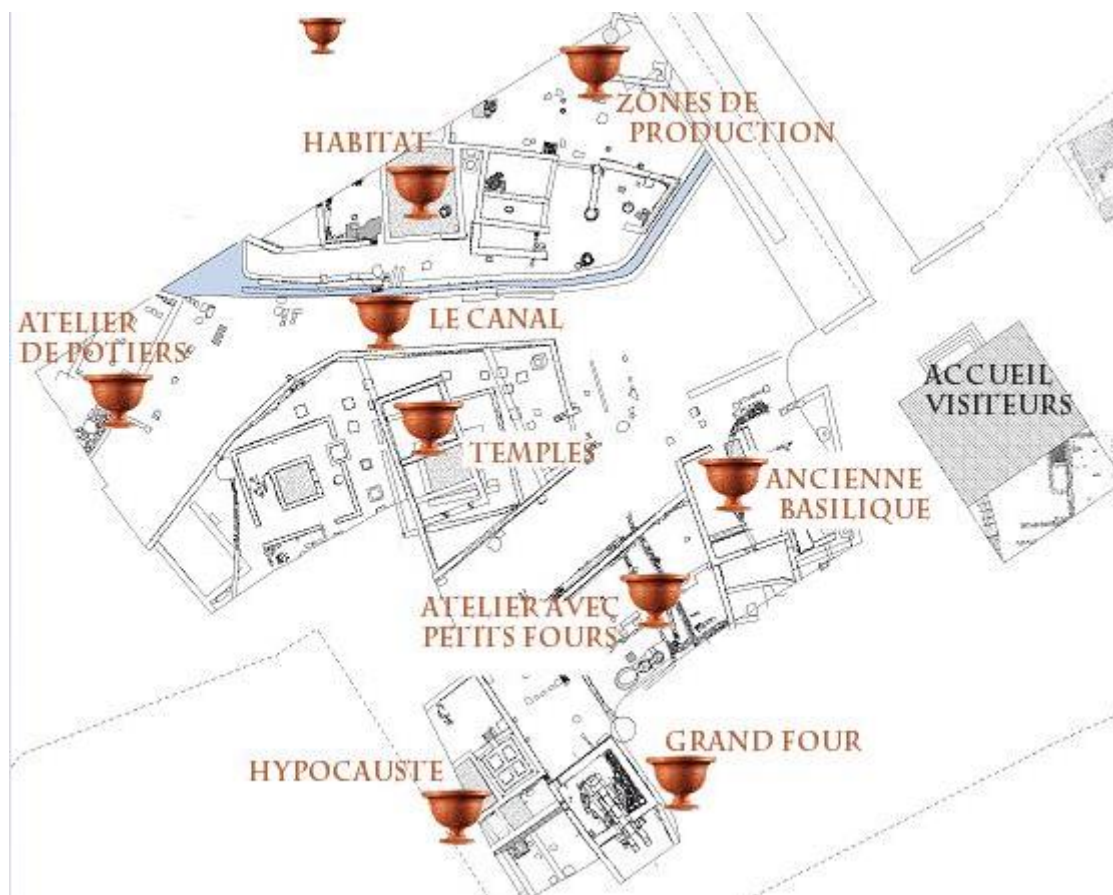 ZONES DE
PRODUCTION
HABITAT
LE CANAL
ATELIER
DE POTIERS
ACCUEIL
VISITEURS
TEMPLES
ANCIENNE
BASILIQUE
ATELIER AVEC
PETITS FOURS
GRAND FOUR
HYPOCAUSTE